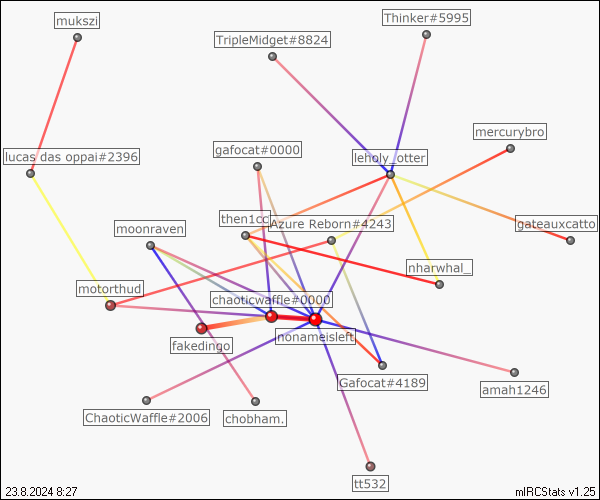 mukszi
Thinker#5995
TripleMidget#8824
mercurybro
gafocat#0000
lucas das oppai#2396
leholy_otter
then1cc
Azure Reborn#4243
gateauxcatto
moonraven
nharwhal_
motorthud
chaoticwaffle#0000
nonameisleft
fakedingo
Gafocat#4189
amah1246
ChaoticWaffle#2006
chobham.
tt532
23.8.2024 8:27
mIRCStats v1.25